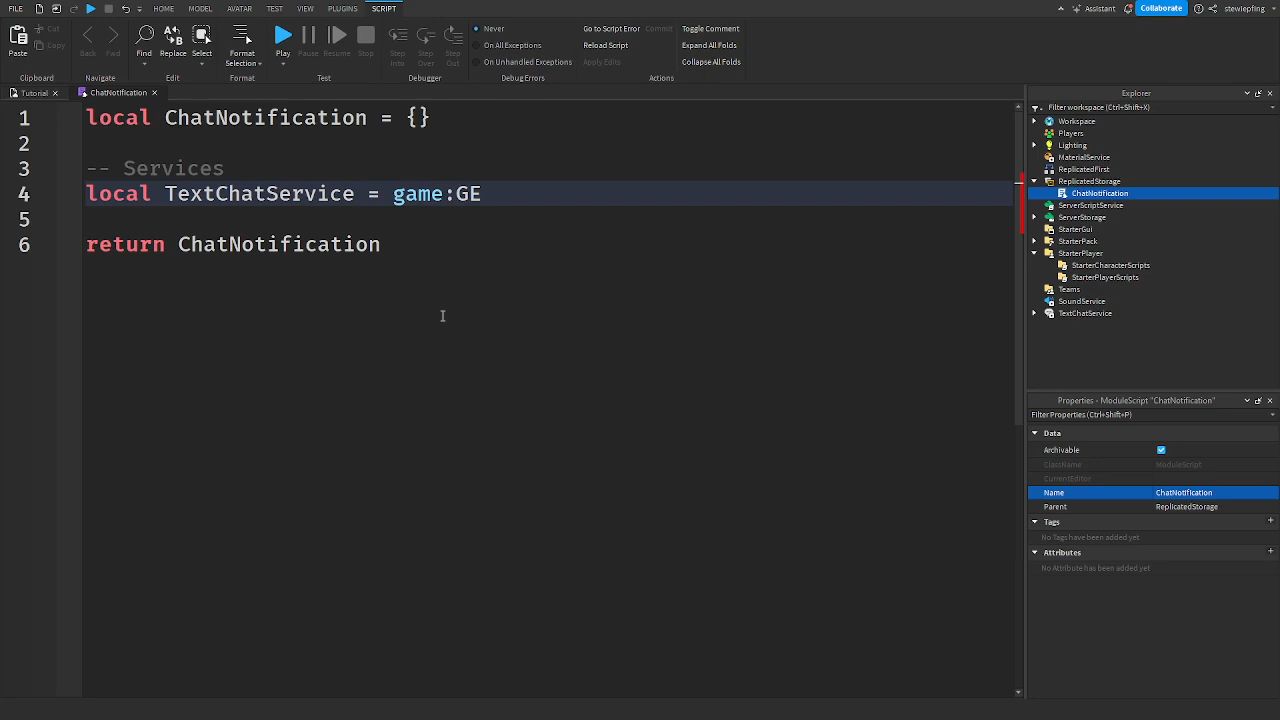 FILE HOME MODEL AVATAR TEST VIEW PLUGINS SCRIPT Assistant Collaborate stewiepfing
Paste Cut Copy Back Fwd Find Replace Select Format Selection Play Pause Resume Stop Step Into Step Over Step Out Never On All Exceptions On Unhandled Exceptions Go to Script Error Commit Reload Script Apply Edits Toggle Comment Expand All Folds Collapse All Folds
Clipboard Navigate Edit Format Test Debugger Debug Errors Actions
Tutorial ChatNotification
1 local ChatNotification = {}
2
3 -- Services
4 local TextChatService = game:GE
5
6 return ChatNotification
Explorer
Filter workspace (Ctrl+Shift+X)
Workspace
Players
Lighting
MaterialService
ReplicatedFirst
ReplicatedStorage
ChatNotification
ServerScriptService
ServerStorage
StarterGui
StarterPack
StarterPlayer
StarterCharacterScripts
StarterPlayerScripts
Teams
SoundService
TextChatService
Properties - ModuleScript "ChatNotification"
Filter Properties (Ctrl+Shift+P)
Data
Archivable
ClassName ModuleScript
CurrentEditor
Name ChatNotification
Parent ReplicatedStorage
Tags
No Tags have been added yet
Attributes
No Attribute has been added yet